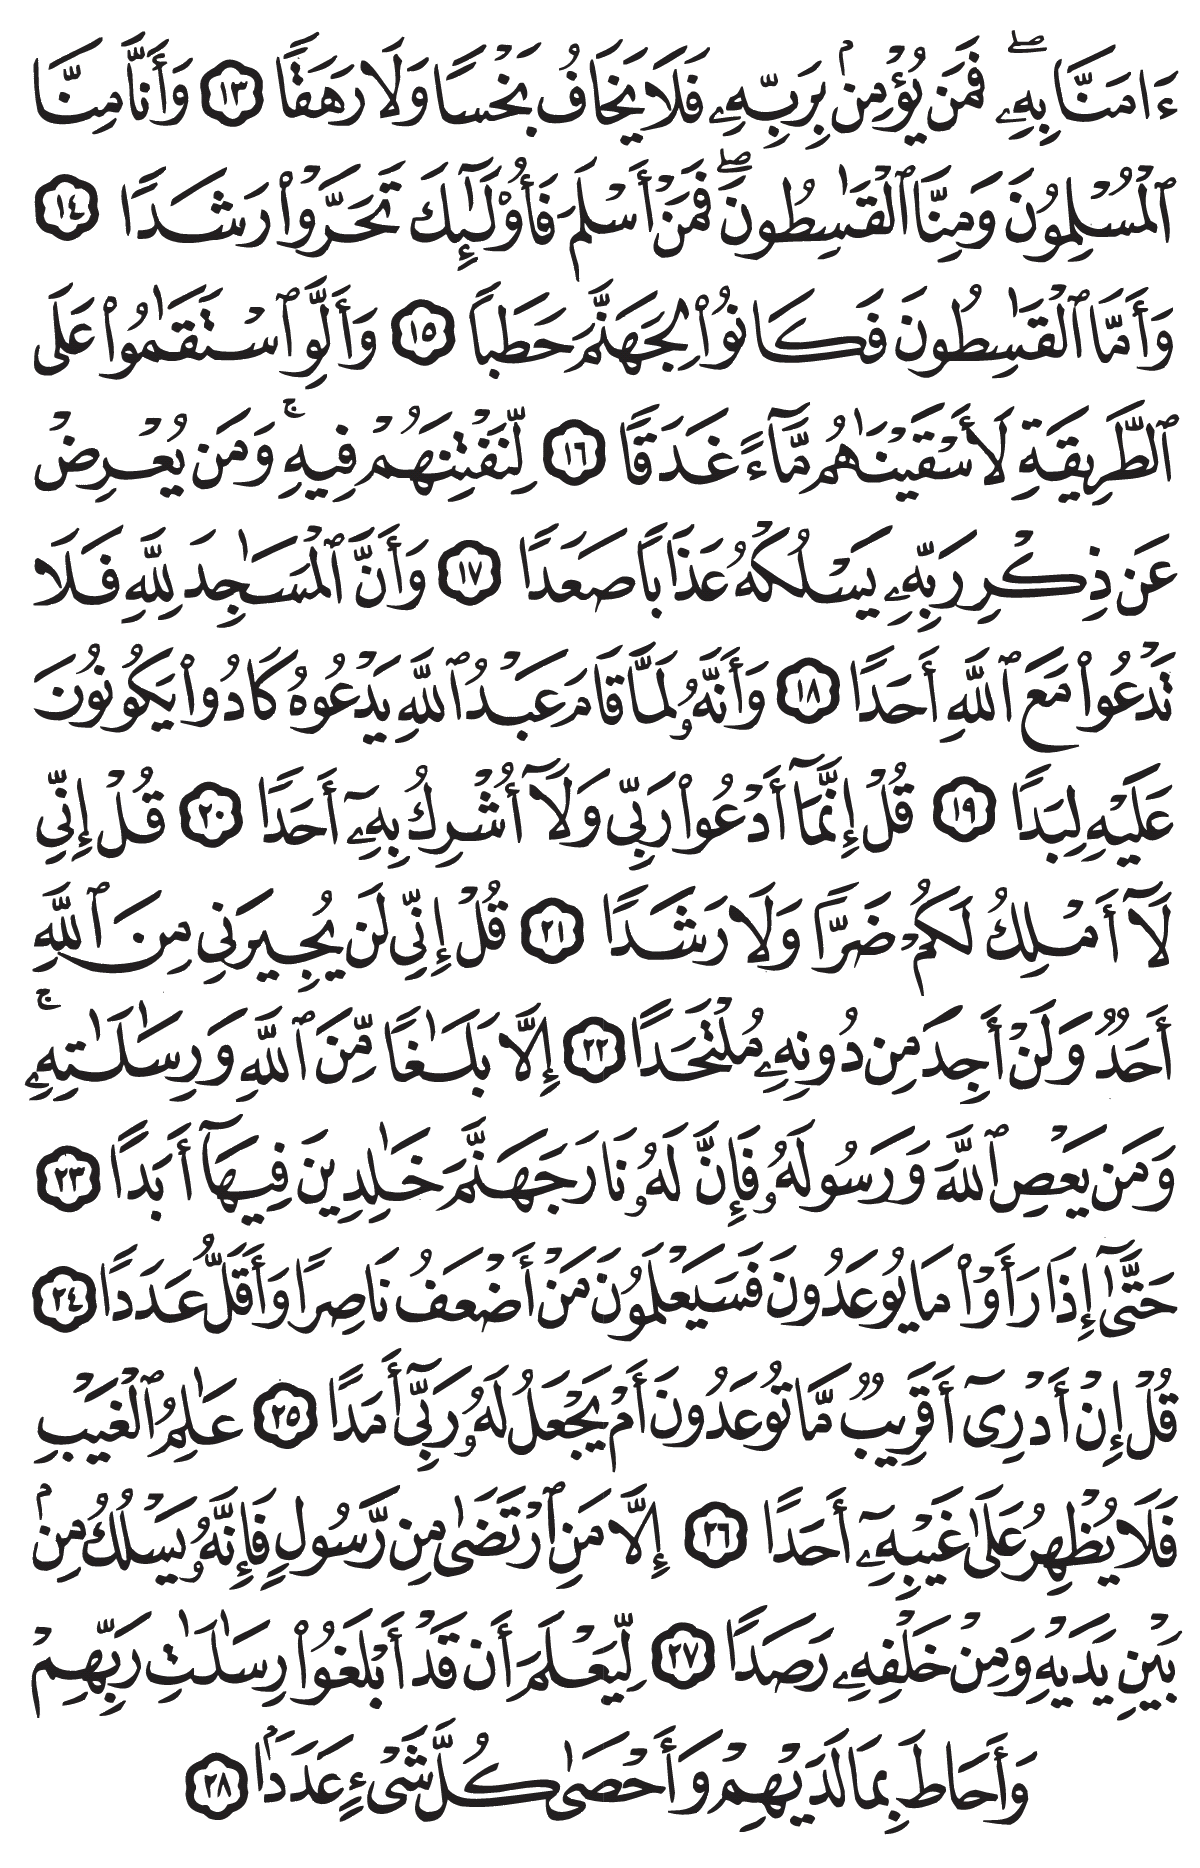 ءَامَنَّا بِهِۦۖ فَمَن يُؤْمِنۢ بِرَبِّهِۦ فَلَا يَخَافُ بَخْسًا وَلَا رَهَقًا ١٣ وَأَنَّا مِنَّا
ٱلْمُسْلِمُونَ وَمِنَّا ٱلْقَٰسِطُونَۖ فَمَنْ أَسْلَمَ فَأُو۟لَٰٓئِكَ تَحَرَّوْا۟ رَشَدًا ١٤
وَأَمَّا ٱلْقَٰسِطُونَ فَكَانُوا۟ لِجَهَنَّمَ حَطَبًا ١٥ وَأَلَّوِ ٱسْتَقَٰمُوا۟ عَلَى
ٱلطَّرِيقَةِ لَأَسْقَيْنَٰهُم مَّآءً غَدَقًا ١٦ لِّنَفْتِنَهُمْ فِيهِۚ وَمَن يُعْرِضْ
عَن ذِكْرِ رَبِّهِۦ يَسْلُكْهُ عَذَابًا صَعَدًا ١٧ وَأَنَّ ٱلْمَسَٰجِدَ لِلَّهِ فَلَا
تَدْعُوا۟ مَعَ ٱللَّهِ أَحَدًا ١٨ وَأَنَّهُۥ لَمَّا قَامَ عَبْدُ ٱللَّهِ يَدْعُوهُ كَادُوا۟ يَكُونُونَ
عَلَيْهِ لِبَدًا ١٩ قُلْ إِنَّمَآ أَدْعُوا۟ رَبِّى وَلَآ أُشْرِكُ بِهِۦٓ أَحَدًا ٢٠ قُلْ إِنِّى
لَآ أَمْلِكُ لَكُمْ ضَرًّا وَلَا رَشَدًا ٢١ قُلْ إِنِّى لَن يُجِيرَنِى مِنَ ٱللَّهِ
أَحَدٌ وَلَنْ أَجِدَ مِن دُونِهِۦ مُلْتَحَدًا ٢٢ إِلَّا بَلَٰغًا مِّنَ ٱللَّهِ وَرِسَٰلَٰتِهِۦۚ
وَمَن يَعْصِ ٱللَّهَ وَرَسُولَهُۥ فَإِنَّ لَهُۥ نَارَ جَهَنَّمَ خَٰلِدِينَ فِيهَآ أَبَدًا ٢٣
حَتَّىٰٓ إِذَا رَأَوْا۟ مَا يُوعَدُونَ فَسَيَعْلَمُونَ مَنْ أَضْعَفُ نَاصِرًا وَأَقَلُّ عَدَدًا ٢٤
قُلْ إِنْ أَدْرِىٓ أَقَرِيبٌ مَّا تُوعَدُونَ أَمْ يَجْعَلُ لَهُۥ رَبِّىٓ أَمَدًا ٢٥ عَٰلِمُ ٱلْغَيْبِ
فَلَا يُظْهِرُ عَلَىٰ غَيْبِهِۦٓ أَحَدًا ٢٦ إِلَّا مَنِ ٱرْتَضَىٰ مِن رَّسُولٍ فَإِنَّهُۥ يَسْلُكُ مِنۢ
بَيْنِ يَدَيْهِ وَمِنْ خَلْفِهِۦ رَصَدًا ٢٧ لِّيَعْلَمَ أَن قَدْ أَبْلَغُوا۟ رِسَٰلَٰتِ رَبِّهِمْ
وَأَحَاطَ بِمَا لَدَيْهِمْ وَأَحْصَىٰ كُلَّ شَىْءٍ عَدَدَۢا ٢٨